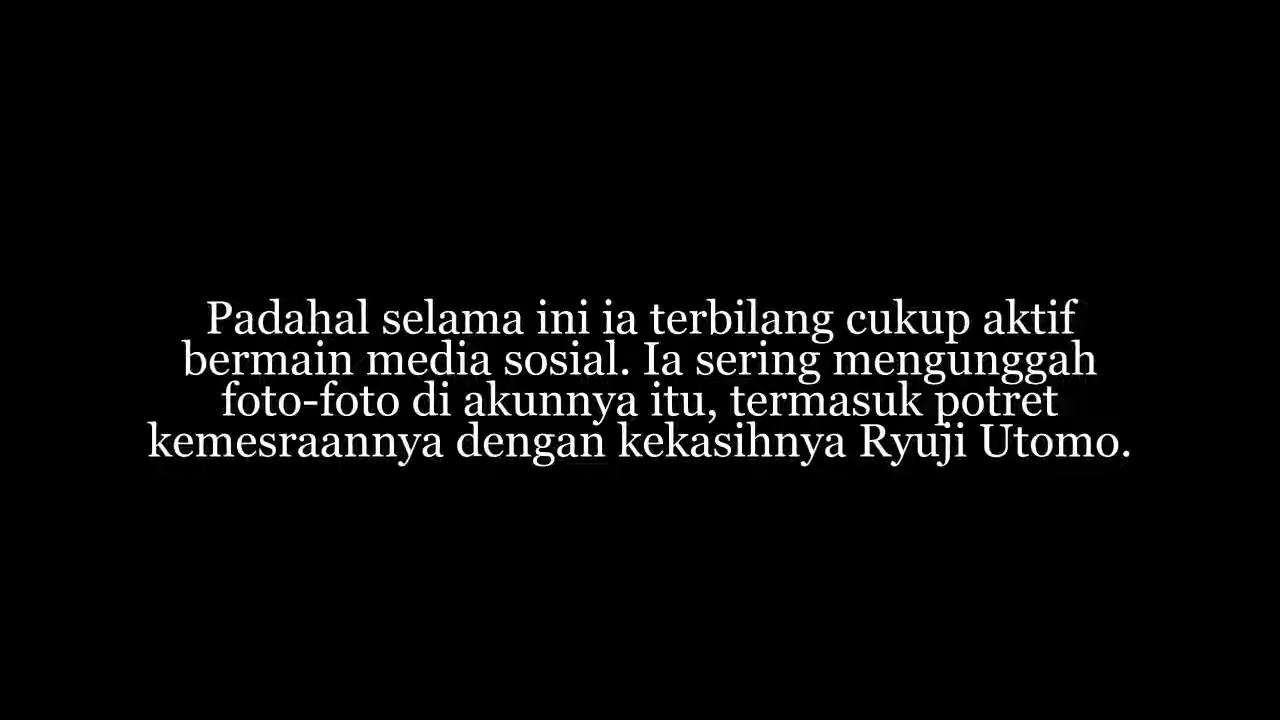 Padahal selama ini ia terbilang cukup aktif
bermain media sosial. Ia sering mengunggah
foto-foto di akunnya itu, termasuk potret
kemesraannya dengan kekasihnya Ryuji Utomo.